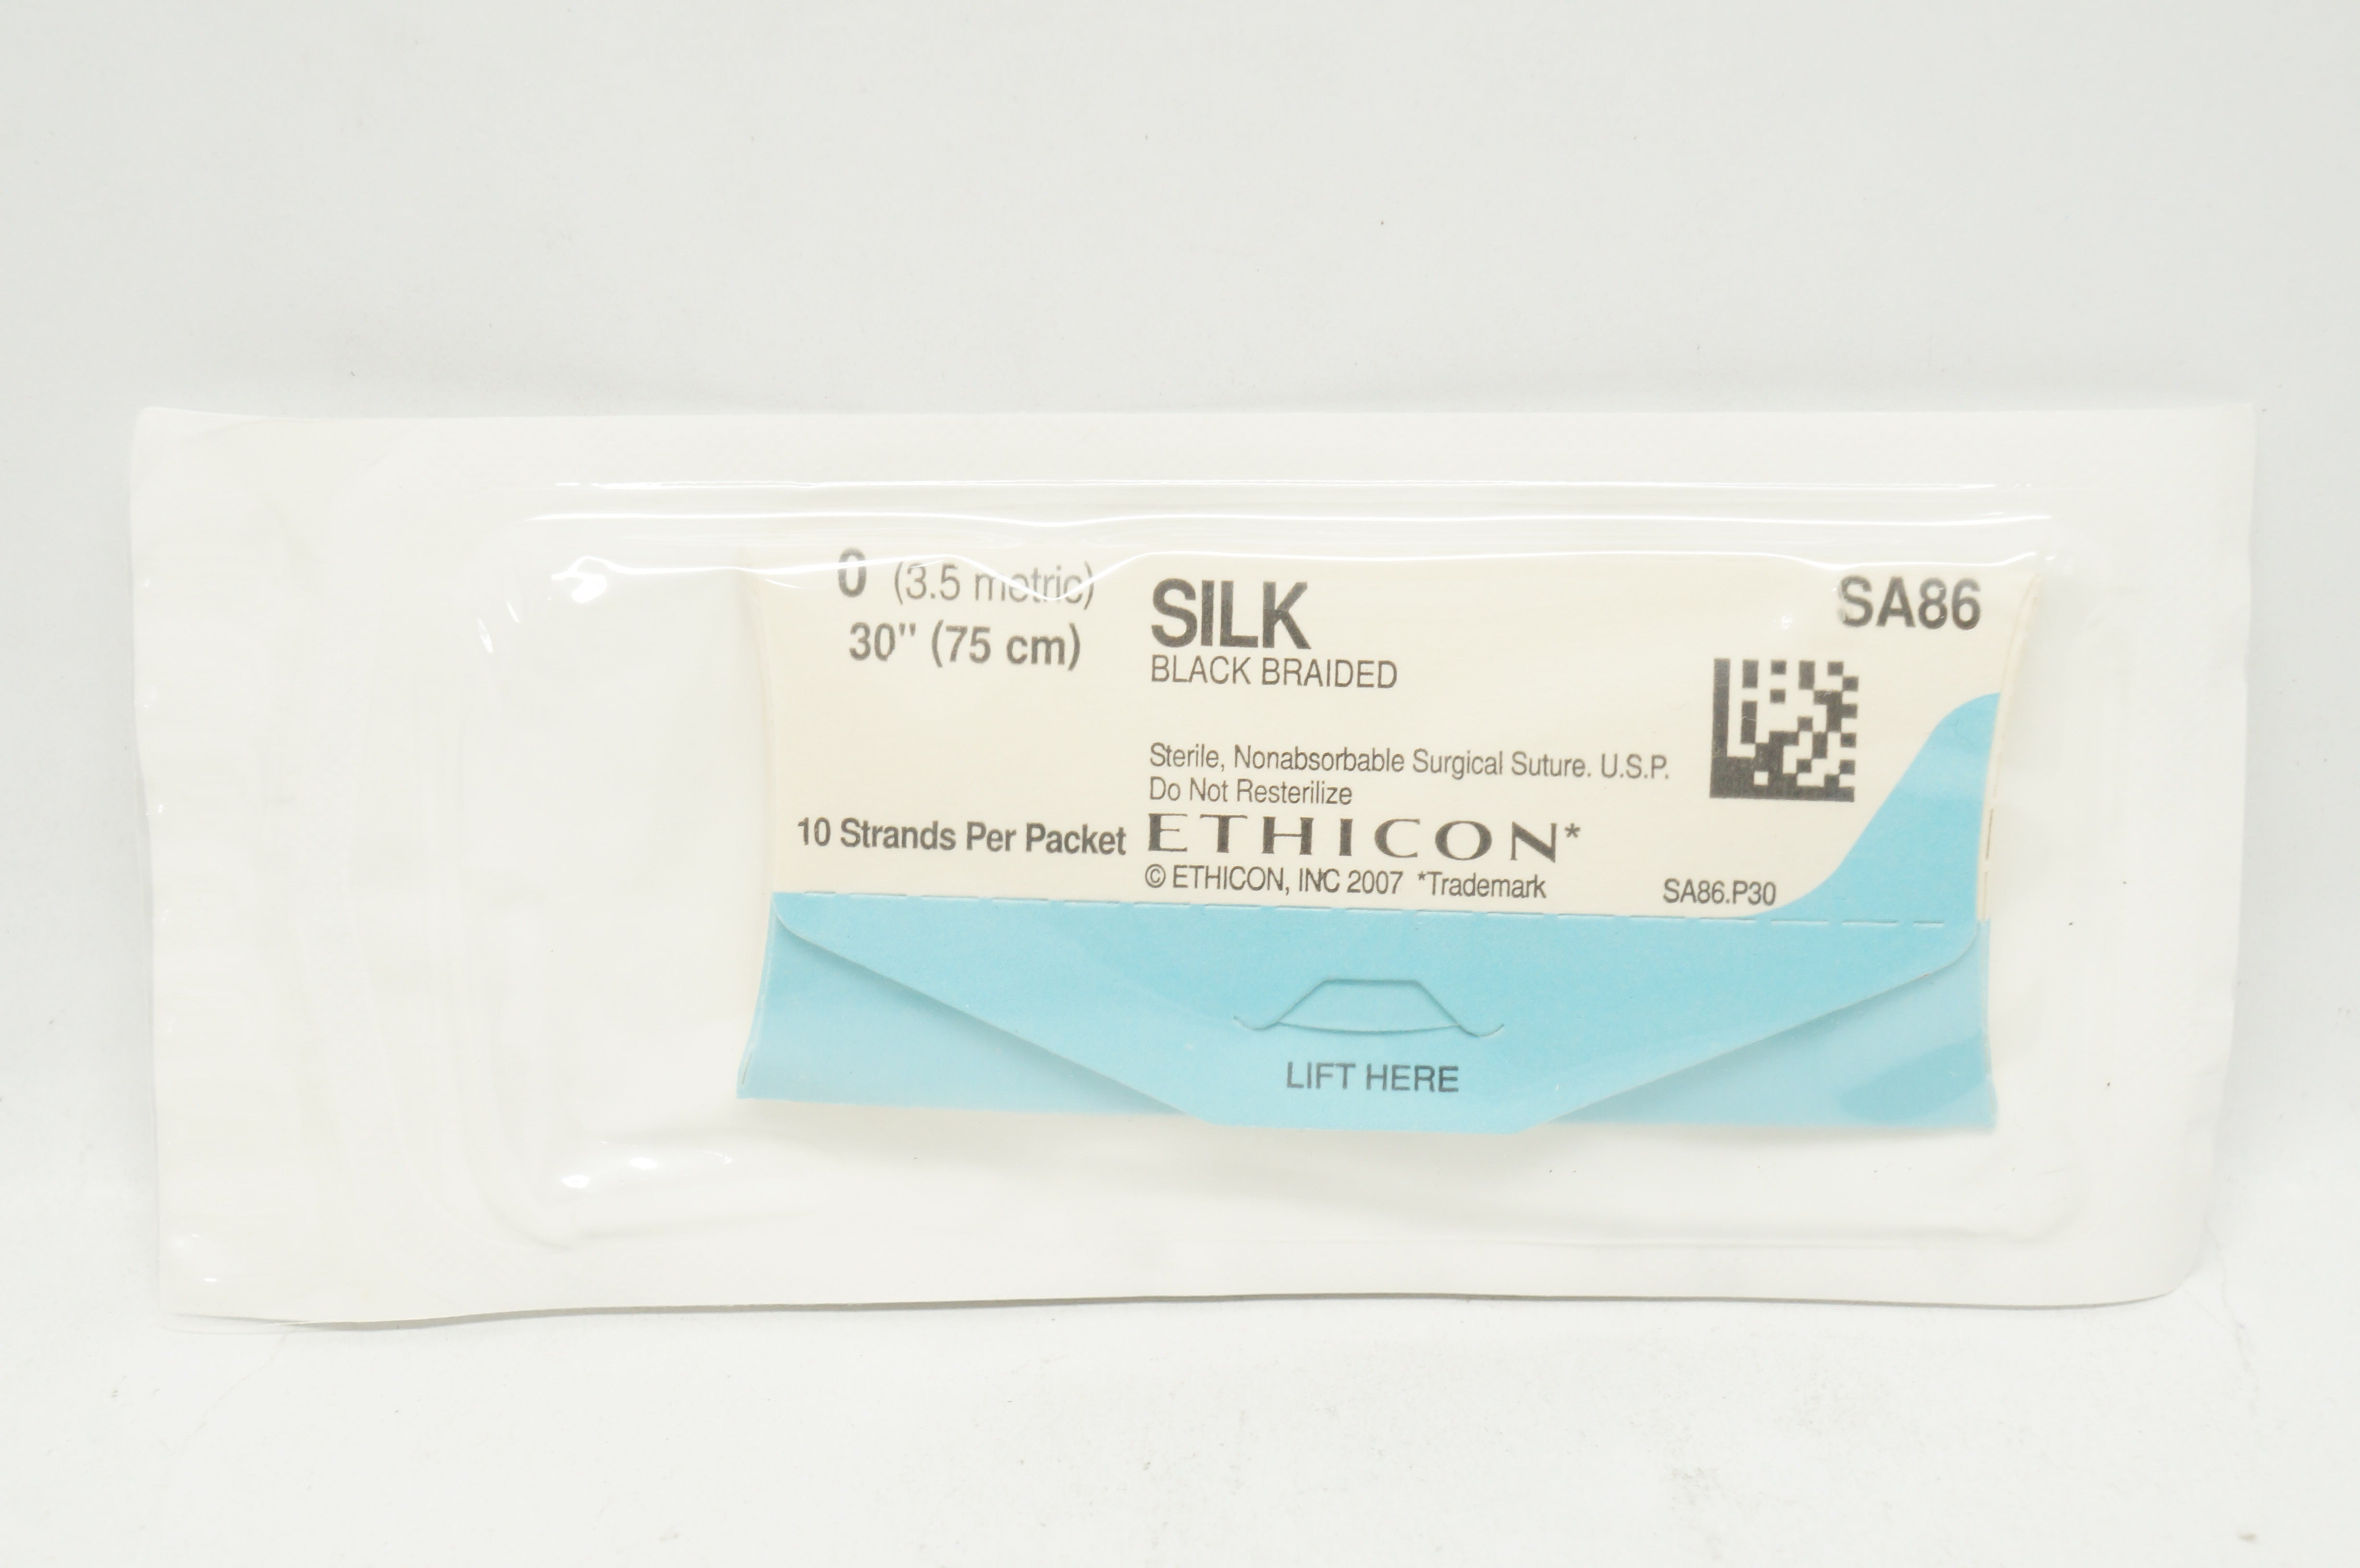 0 (3.5 metric)
30" (75 cm)
SILK
BLACK BRAIDED
SA86
Sterile, Nonabsorbable Surgical Suture. U.S.P.
Do Not Resterilize
10 Strands Per Packet
ETHICON*
© ETHICON, INC 2007 *Trademark
SA86.P30
LIFT HERE